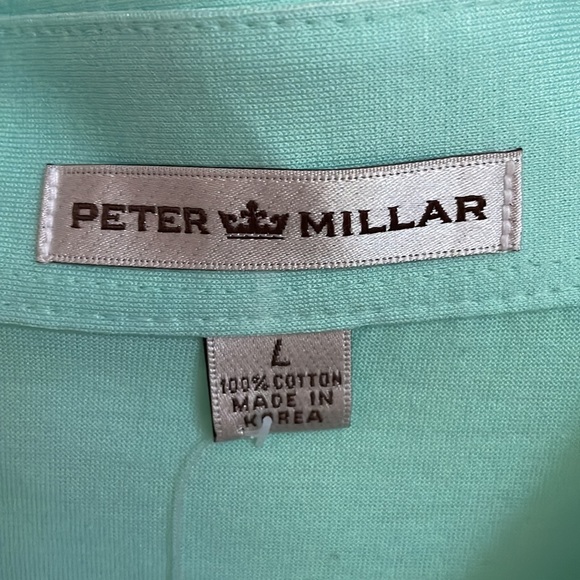 PETER MILLAR
L
100% COTTON
MADE IN
KOREA